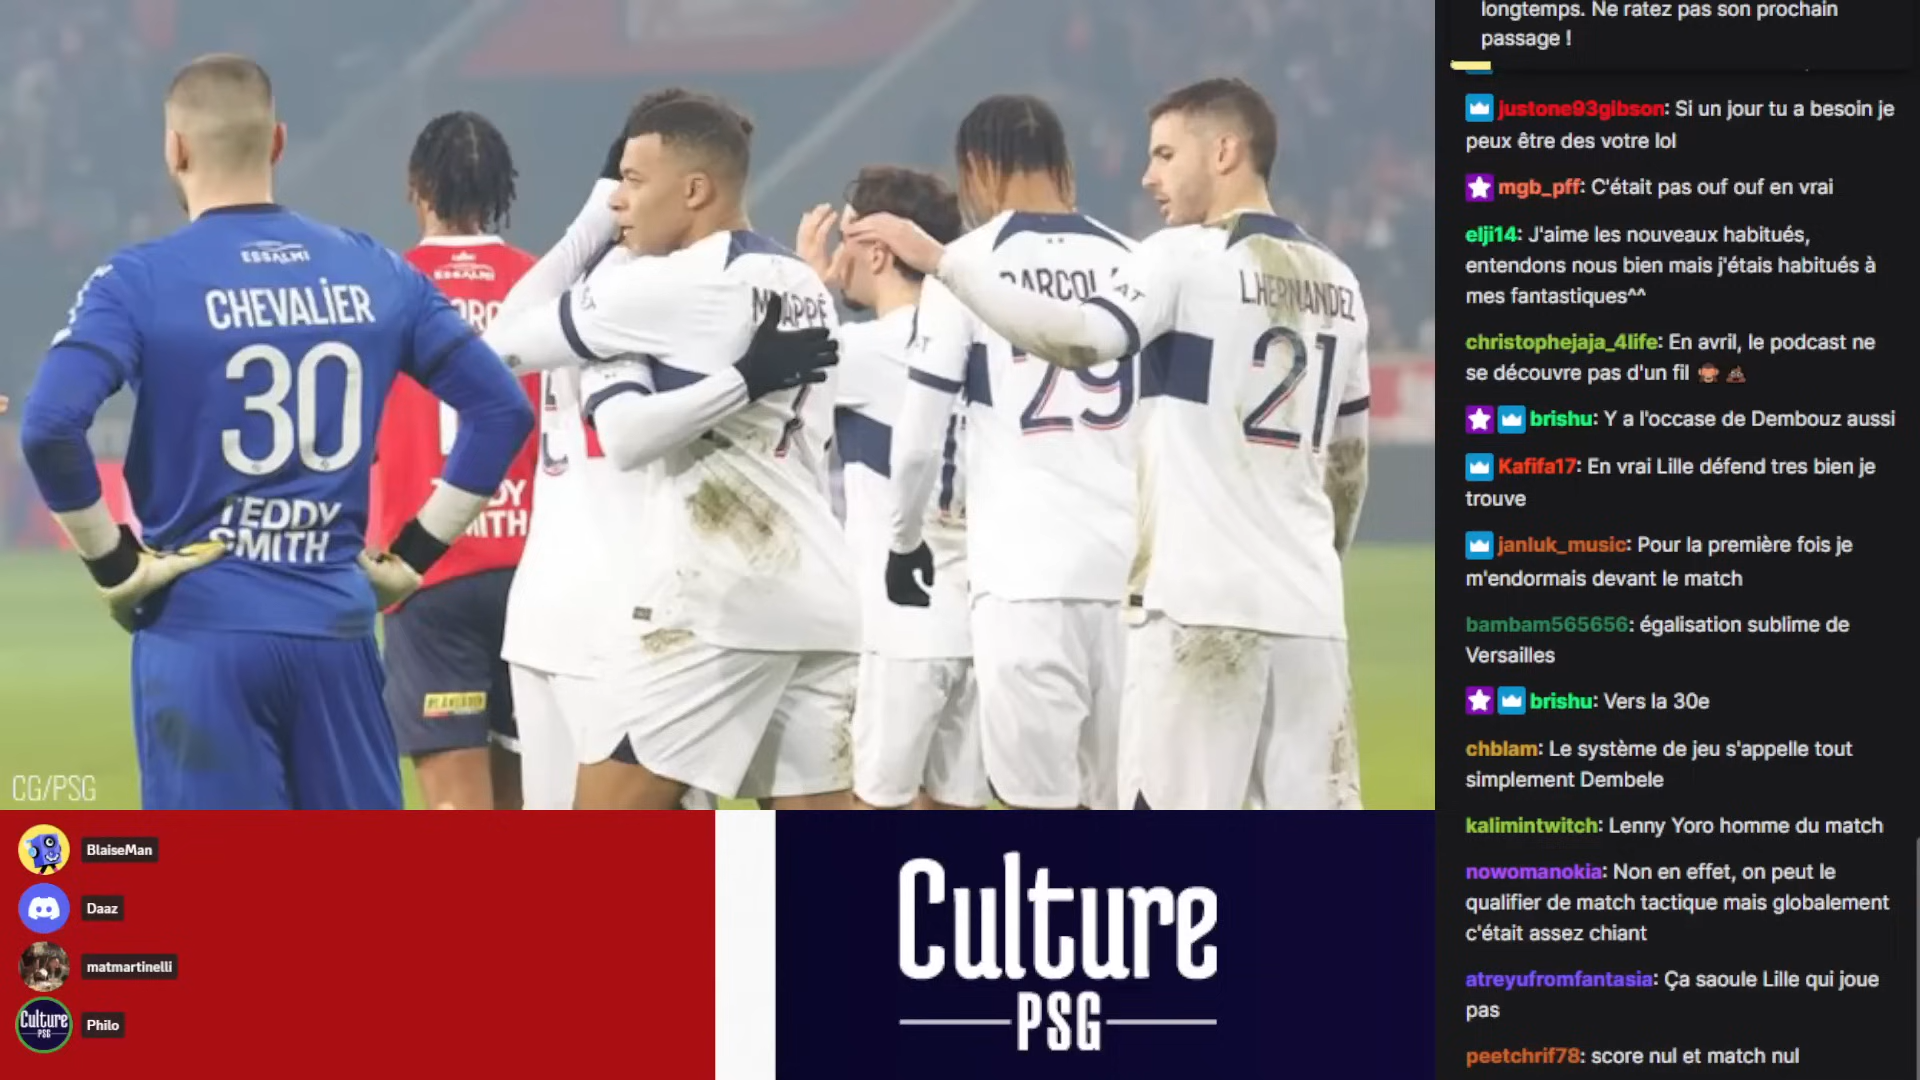 ESSALMI
CHEVALIER
30
TEDDY
SMITH
ESSALMI
MBAPPÉ
7
BARCOLA
29
L.HERNANDEZ
21
CG/PSG
BlaiseMan
Daaz
matmartinelli
Culture
PSG
Philo
Culture
PSG
longtemps. Ne ratez pas son prochain
passage !
justone93gibson: Si un jour tu a besoin je
peux être des votre lol
mgb_pff: C'était pas ouf ouf en vrai
elji14: J'aime les nouveaux habitués,
entendons nous bien mais j'étais habitués à
mes fantastiques^^
christophejaja_4life: En avril, le podcast ne
se découvre pas d'un fil
brishu: Y a l'occase de Dembouz aussi
Kafifa17: En vrai Lille défend tres bien je
trouve
janluk_music: Pour la première fois je
m'endormais devant le match
bambam565656: égalisation sublime de
Versailles
brishu: Vers la 30e
chblam: Le système de jeu s'appelle tout
simplement Dembele
kalimintwitch: Lenny Yoro homme du match
nowomanokia: Non en effet, on peut le
qualifier de match tactique mais globalement
c'était assez chiant
atreyufromfantasia: Ça saoule Lille qui joue
pas
peetchrif78: score nul et match nul